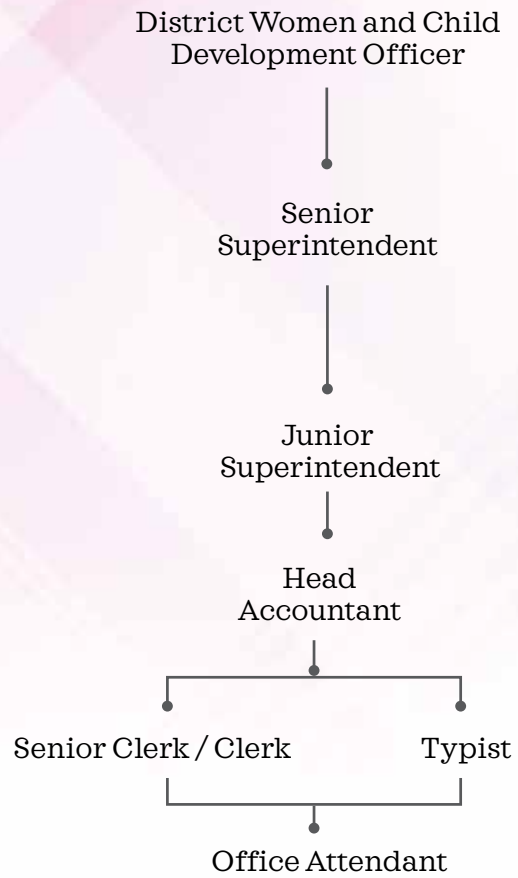 District Women and Child
Development Officer
Senior
Superintendent
Junior
Superintendent
Head
Accountant
Senior Clerk / Clerk
Typist
Office Attendant